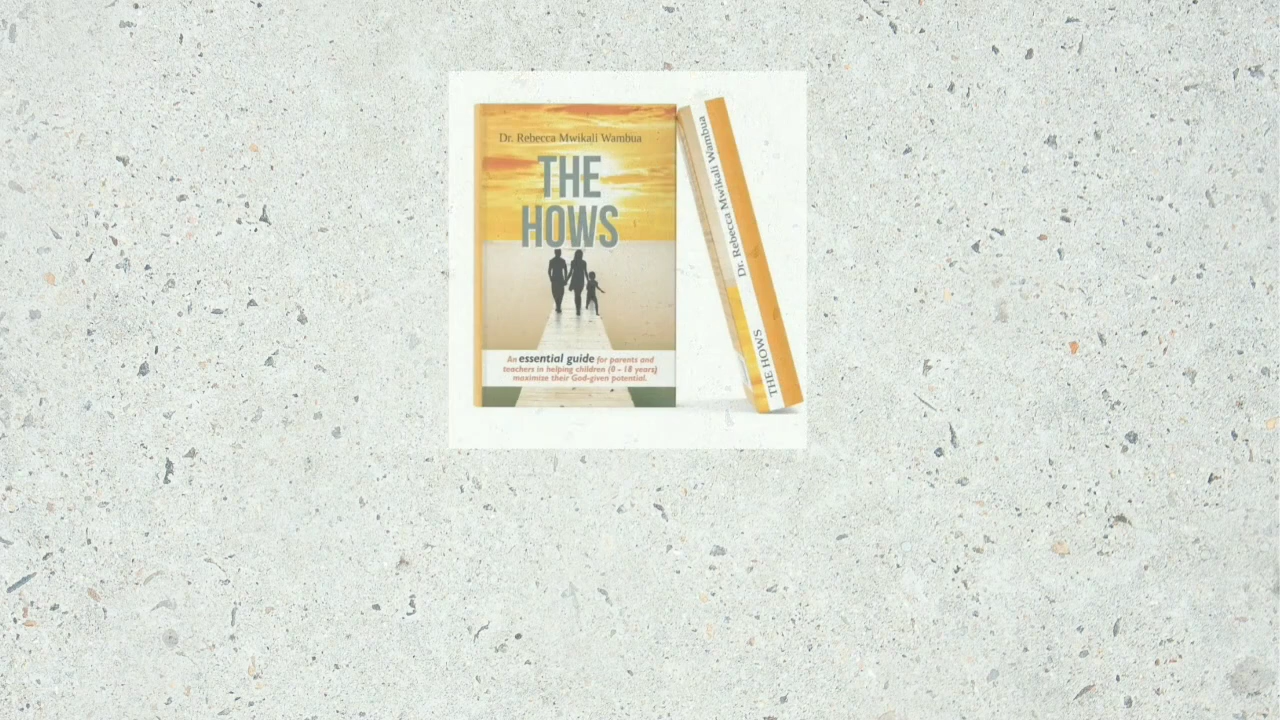 Dr. Rebecca Mwikali Wambua
THE
HOWS
An essential guide for parents and
teachers in helping children (0 – 18 years)
maximize their God-given potential.
Dr. Rebecca Mwikali Wambua
THE HOWS